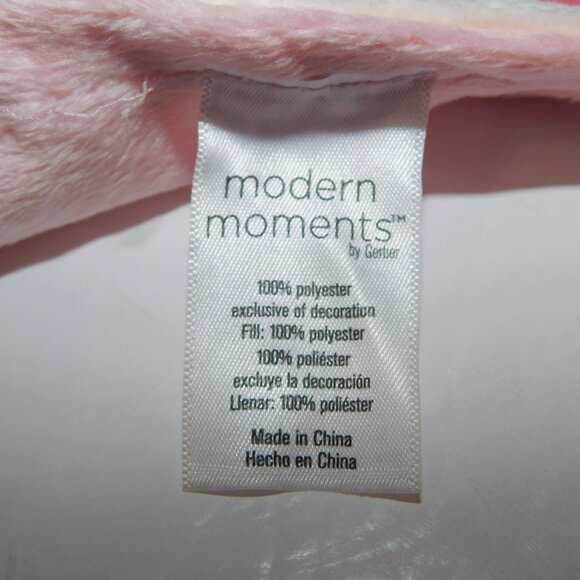 modern
moments™
by Gerber
100% polyester
exclusive of decoration
Fill: 100% polyester
100% poliéster
excluye la decoración
Llenar: 100% poliéster
Made in China
Hecho en China